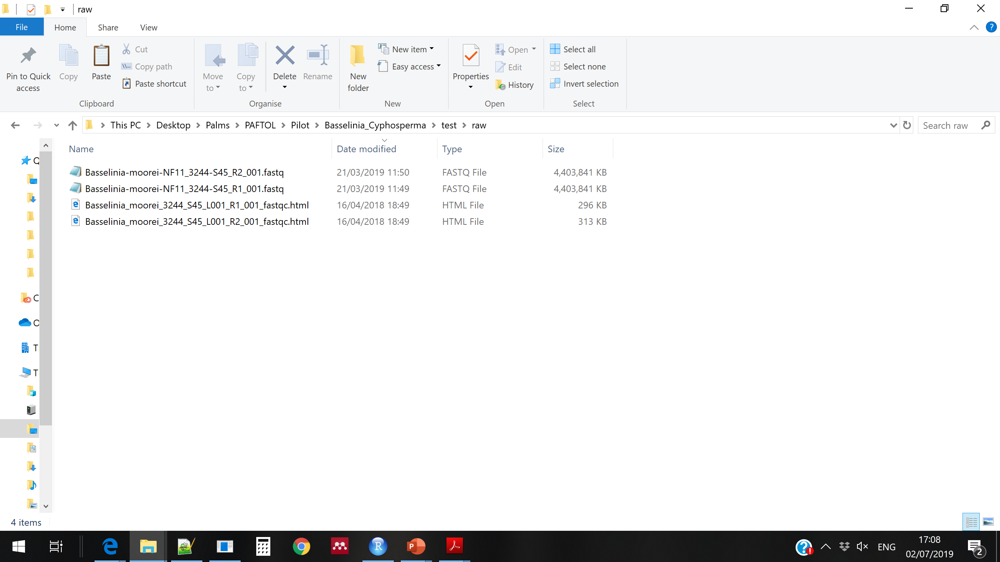 raw
File Home Share View
Pin to Quick access
Copy
Paste
Cut
Copy path
Paste shortcut
Clipboard
Move to
Copy to
Delete
Rename
Organise
New folder
New item
Easy access
New
Properties
Open
Edit
History
Open
Select all
Select none
Invert selection
Select
This PC Desktop Palms PAFTOL Pilot Basselinia_Cyphosperma test raw
Search raw
Name Date modified Type Size
Basselinia-moorei-NF11_3244-S45_R2_001.fastq 21/03/2019 11:50 FASTQ File 4,403,841 KB
Basselinia-moorei-NF11_3244-S45_R1_001.fastq 21/03/2019 11:49 FASTQ File 4,403,841 KB
Basselinia_moorei_3244_S45_L001_R1_001_fastqc.html 16/04/2018 18:49 HTML File 296 KB
Basselinia_moorei_3244_S45_L001_R2_001_fastqc.html 16/04/2018 18:49 HTML File 313 KB
Q
C
O
T
T
4 items
ENG
17:08
02/07/2019
2